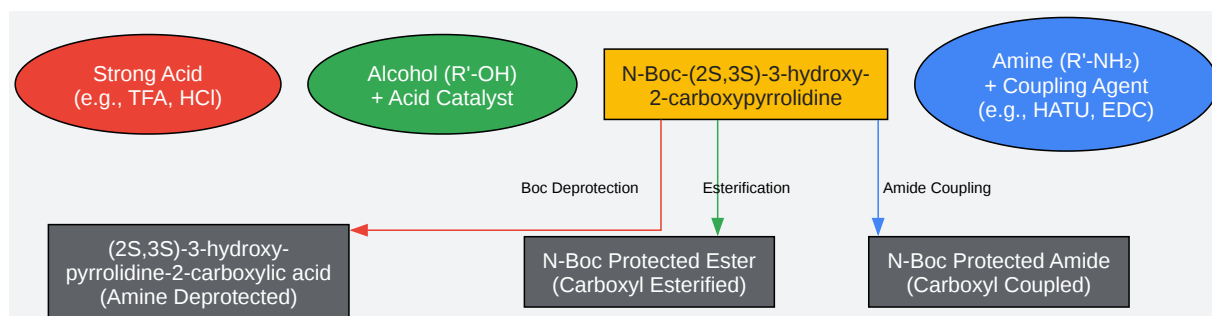 Strong Acid
(e.g., TFA, HCl)
Alcohol (R'-OH)
+ Acid Catalyst
N-Boc-(2S,3S)-3-hydroxy-
2-carboxypyrrolidine
Amine (R'-NH₂)
+ Coupling Agent
(e.g., HATU, EDC)
Boc Deprotection
Esterification
Amide Coupling
(2S,3S)-3-hydroxy-
pyrrolidine-2-carboxylic acid
(Amine Deprotected)
N-Boc Protected Ester
(Carboxyl Esterified)
N-Boc Protected Amide
(Carboxyl Coupled)